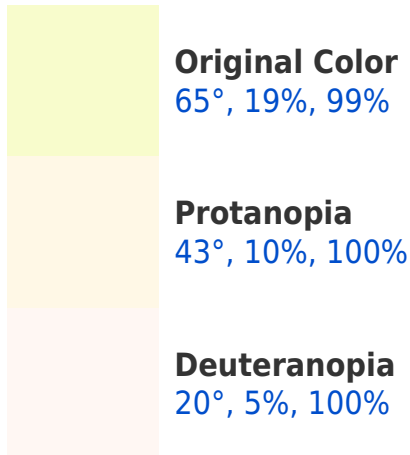 Original Color
65°, 19%, 99%
Protanopia
43°, 10%, 100%
Deuteranopia
20°, 5%, 100%